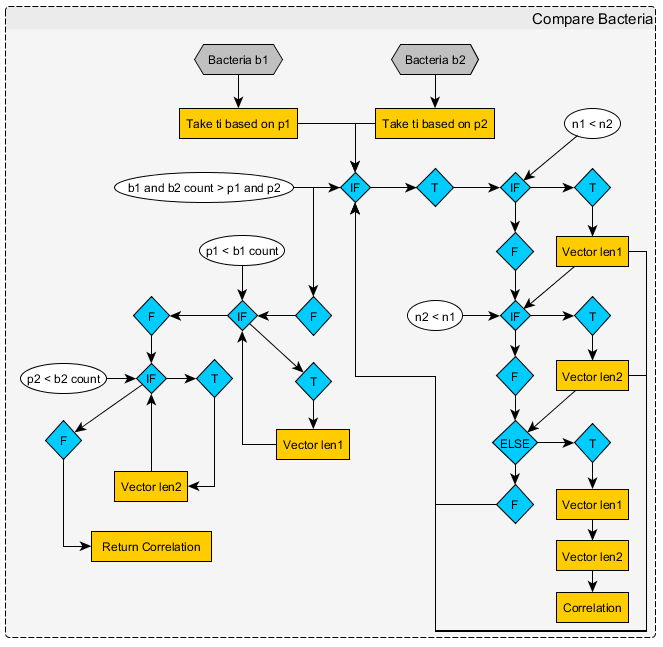 Compare Bacteria
Bacteria b1
Bacteria b2
Take ti based on p1
Take ti based on p2
n1 < n2
b1 and b2 count > p1 and p2
IF
T
IF
T
p1 < b1 count
F
Vector len1
F
IF
F
n2 < n1
IF
T
p2 < b2 count
IF
T
T
F
Vector len2
F
Vector len1
ELSE
T
Vector len2
F
Vector len1
Return Correlation
Vector len2
Correlation